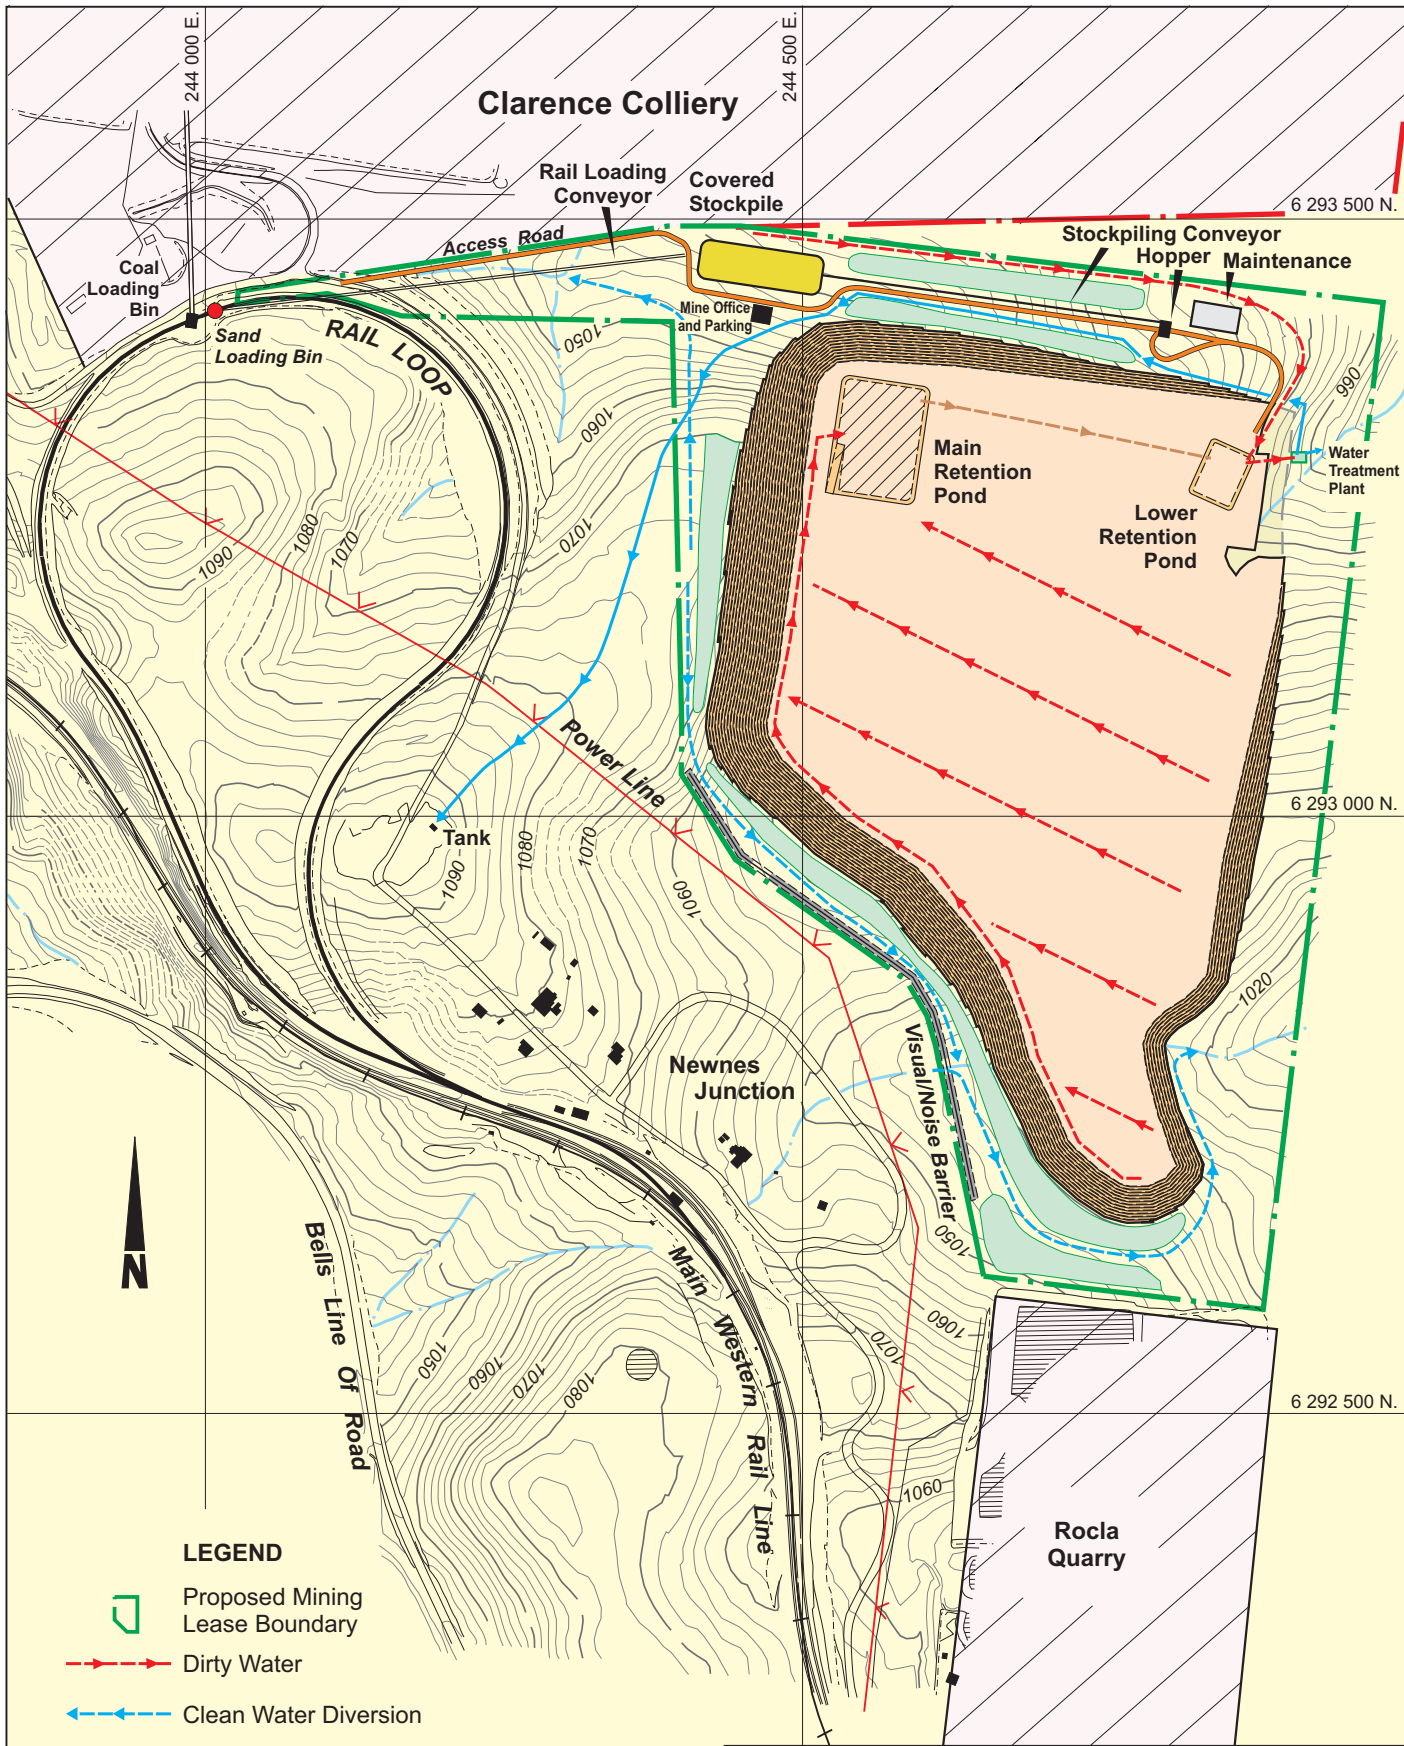 244 000 E.
244 500 E.
Clarence Colliery
Rail Loading
Conveyor
Covered
Stockpile
6 293 500 N.
Access Road
Stockpiling Conveyor
Hopper
Maintenance
Coal
Loading
Bin
Sand
Loading Bin
RAIL LOOP
Mine Office
and Parking
1050
990
1060
Main
Retention
Pond
Water
Treatment
Plant
Lower
Retention
Pond
1070
1080
1070
1090
Power Line
6 293 000 N.
Tank
1090
1080
1070
1060
1020
Newnes
Junction
Visual/Noise Barrier
1050
N
Bells Line Of Road
Main Western Rail Line
1060
1070
1050
1060
1070
1080
6 292 500 N.
1060
Rocla
Quarry
LEGEND
Proposed Mining
Lease Boundary
Dirty Water
Clean Water Diversion